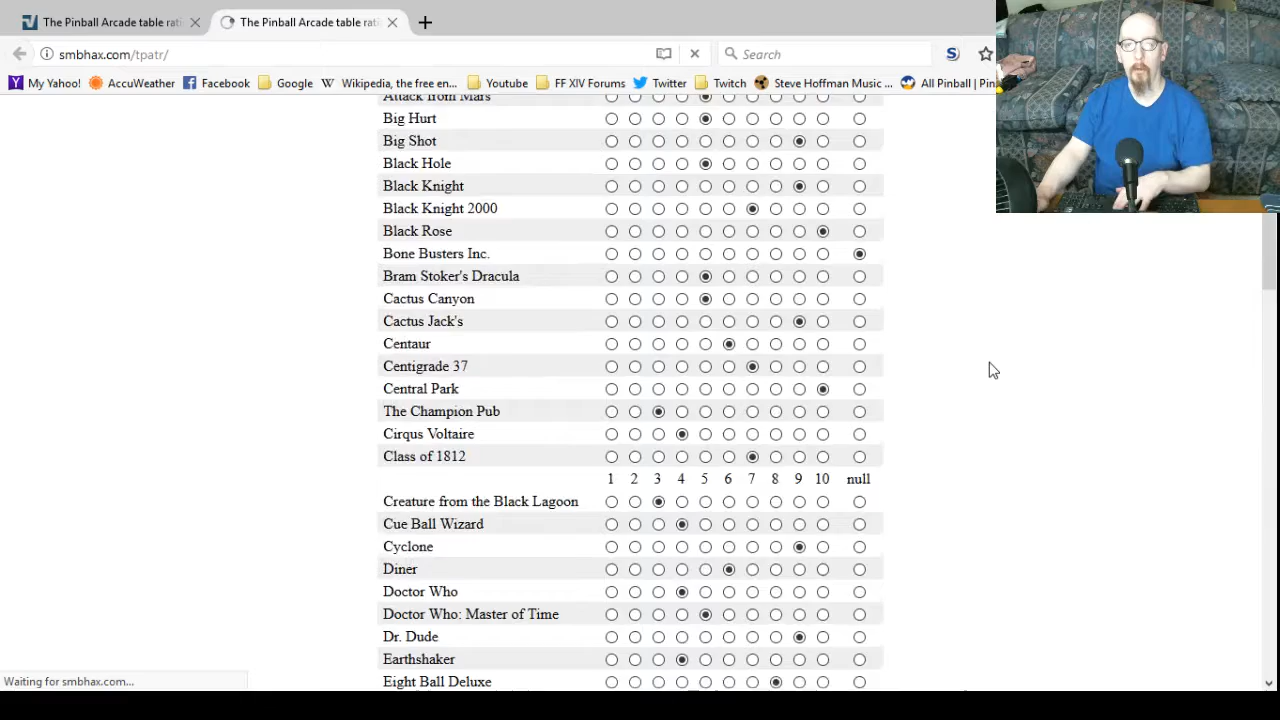 The Pinball Arcade table rati
The Pinball Arcade table rati
smbhax.com/tpatr/
Search
My Yahoo!
AccuWeather
Facebook
Google
Wikipedia, the free en...
Youtube
FF XIV Forums
Twitter
Twitch
Steve Hoffman Music ...
All Pinball | Pin
Attack from Mars
Big Hurt
Big Shot
Black Hole
Black Knight
Black Knight 2000
Black Rose
Bone Busters Inc.
Bram Stoker's Dracula
Cactus Canyon
Cactus Jack's
Centaur
Centigrade 37
Central Park
The Champion Pub
Cirqus Voltaire
Class of 1812
1 2 3 4 5 6 7 8 9 10 null
Creature from the Black Lagoon
Cue Ball Wizard
Cyclone
Diner
Doctor Who
Doctor Who: Master of Time
Dr. Dude
Earthshaker
Eight Ball Deluxe
Waiting for smbhax.com...